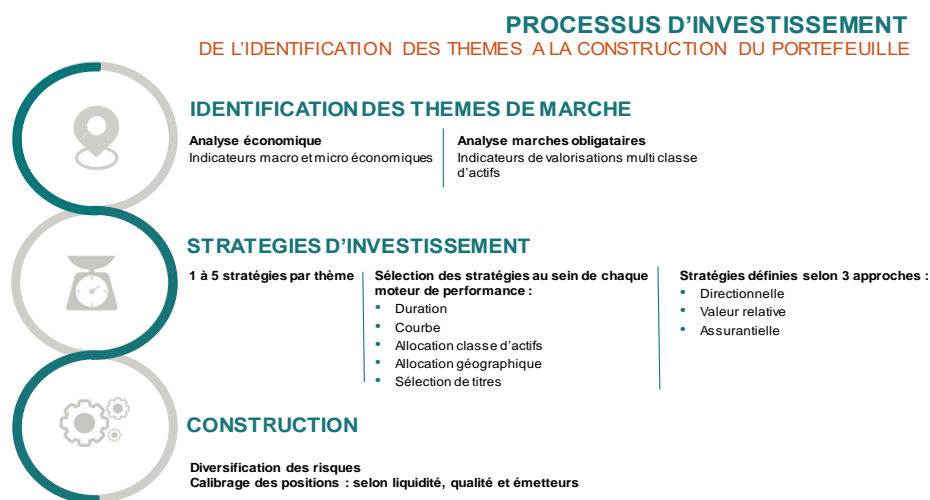 PROCESSUS D'INVESTISSEMENT
DE L'IDENTIFICATION DES THEMES A LA CONSTRUCTION DU PORTEFEUILLE
IDENTIFICATION DES THEMES DE MARCHE
Analyse économique
Indicateurs macro et micro économiques
Analyse marches obligataires
Indicateurs de valorisations multi classe
d'actifs
STRATEGIES D'INVESTISSEMENT
1 à 5 stratégies par thème
Sélection des stratégies au sein de chaque
moteur de performance :
• Duration
• Courbe
• Allocation classe d'actifs
• Allocation géographique
• Sélection de titres
Stratégies définies selon 3 approches :
• Directionnelle
• Valeur relative
• Assurantielle
CONSTRUCTION
Diversification des risques
Calibrage des positions : selon liquidité, qualité et émetteurs